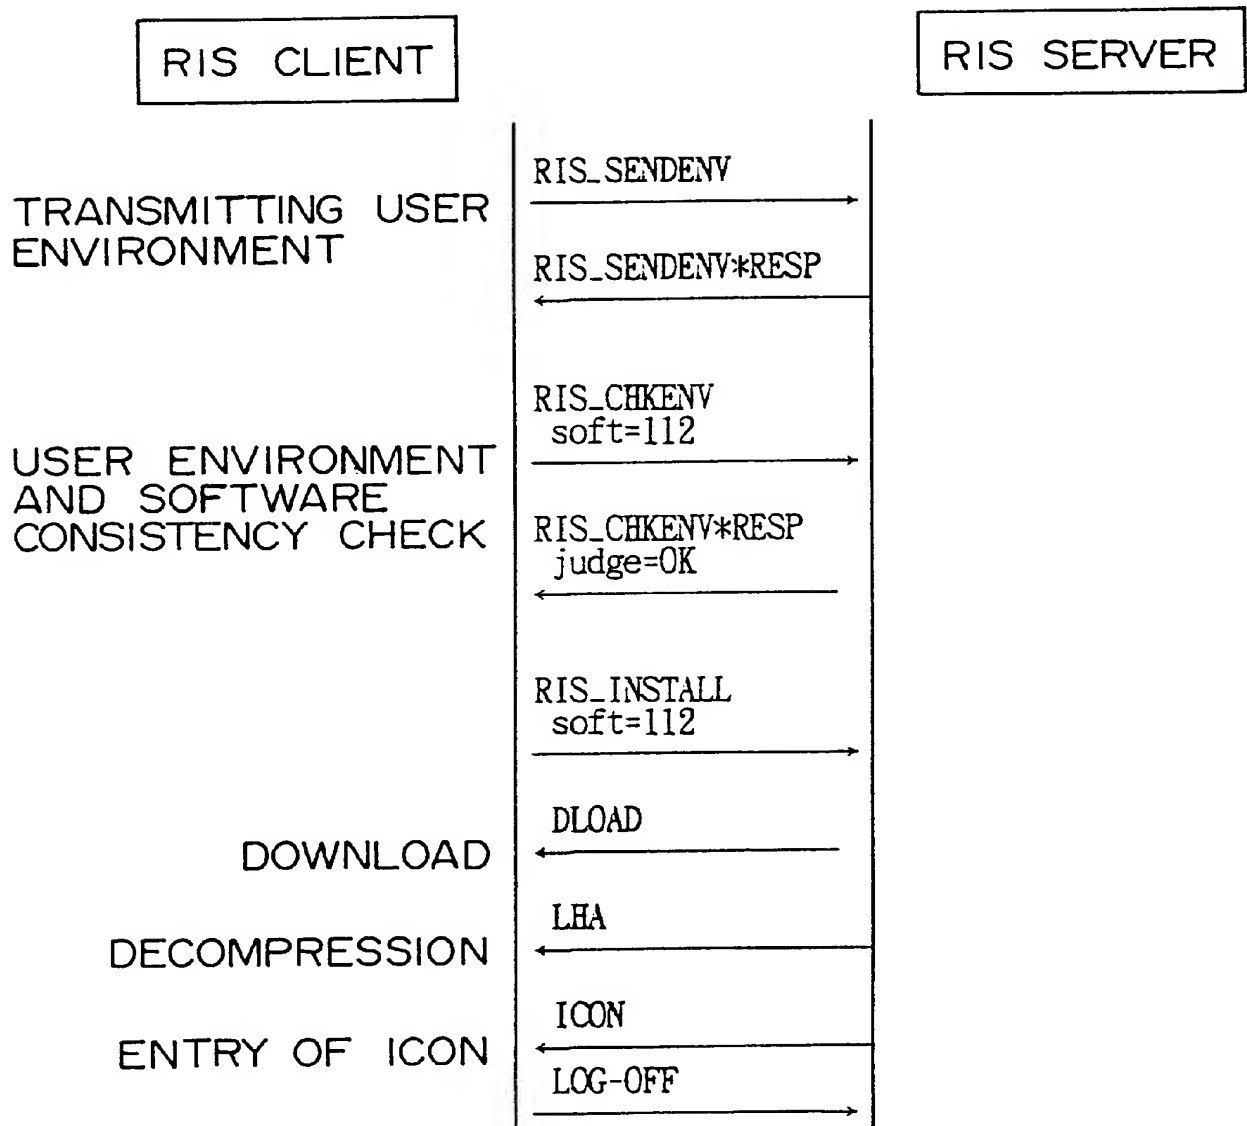 RIS CLIENT
RIS SERVER
RIS_SENDENV
TRANSMITTING USER
ENVIRONMENT
RIS_SENDENV*RESP
RIS_CHKENV
soft=112
USER ENVIRONMENT
AND SOFTWARE
CONSISTENCY CHECK
RIS_CHKENV*RESP
judge=OK
RIS_INSTALL
soft=112
DLOAD
DOWNLOAD
LHA
DECOMPRESSION
ICON
ENTRY OF ICON
LOG-OFF